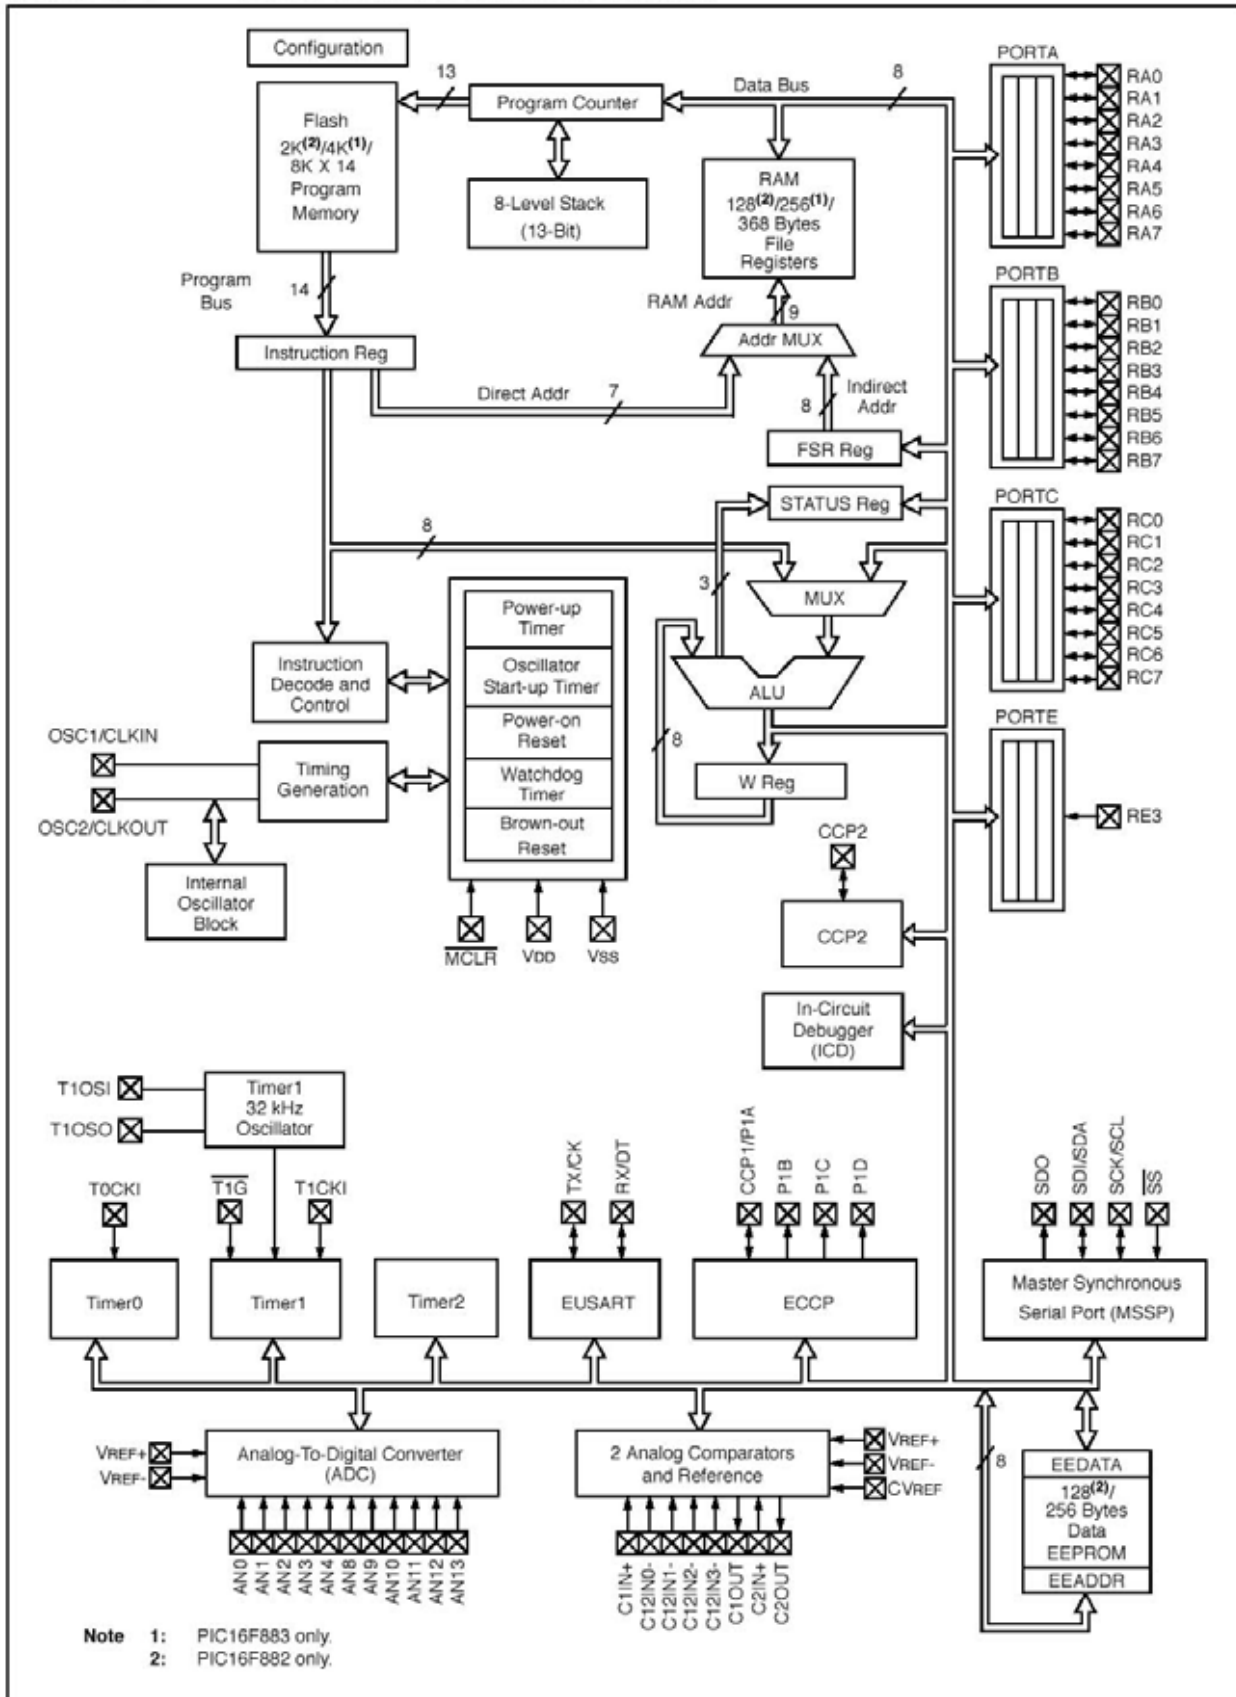 Configuration
13
Program Counter
Data Bus
8
Flash
2K(2)/4K(1)/
8K X 14
Program
Memory
8-Level Stack
(13-Bit)
RAM
128(2)/256(1)/
368 Bytes
File
Registers
Program
Bus
14
RAM Addr
9
Addr MUX
Instruction Reg
Direct Addr
7
8
Indirect
Addr
FSR Reg
STATUS Reg
8
3
MUX
ALU
8
W Reg
Power-up
Timer
Oscillator
Start-up Timer
Power-on
Reset
Watchdog
Timer
Brown-out
Reset
Instruction
Decode and
Control
OSC1/CLKIN
Timing
Generation
OSC2/CLKOUT
Internal
Oscillator
Block
MCLR
VDD
VSS
PORTA
RA0
RA1
RA2
RA3
RA4
RA5
RA6
RA7
PORTB
RB0
RB1
RB2
RB3
RB4
RB5
RB6
RB7
PORTC
RC0
RC1
RC2
RC3
RC4
RC5
RC6
RC7
PORTE
RE3
CCP2
CCP2
In-Circuit
Debugger
(ICD)
T1OSI
T1OSO
Timer1
32 kHz
Oscillator
T0CKI
T1G
T1CKI
TX/CK
RX/DT
CCP1/P1A
P1B
P1C
P1D
SDO
SDI/SDA
SCK/SCL
SS
Timer0
Timer1
Timer2
EUSART
ECCP
Master Synchronous
Serial Port (MSSP)
VREF+
VREF-
Analog-To-Digital Converter
(ADC)
AN0
AN1
AN2
AN3
AN4
AN8
AN9
AN10
AN11
AN12
AN13
2 Analog Comparators
and Reference
VREF+
VREF-
CVREF
C1IN+
C12IN0-
C12IN1-
C12IN2-
C12IN3-
C1OUT
C2IN+
C2OUT
8
EEDATA
128(2)/
256 Bytes
Data
EEPROM
EEADDR
Note 1: PIC16F883 only.
2: PIC16F882 only.